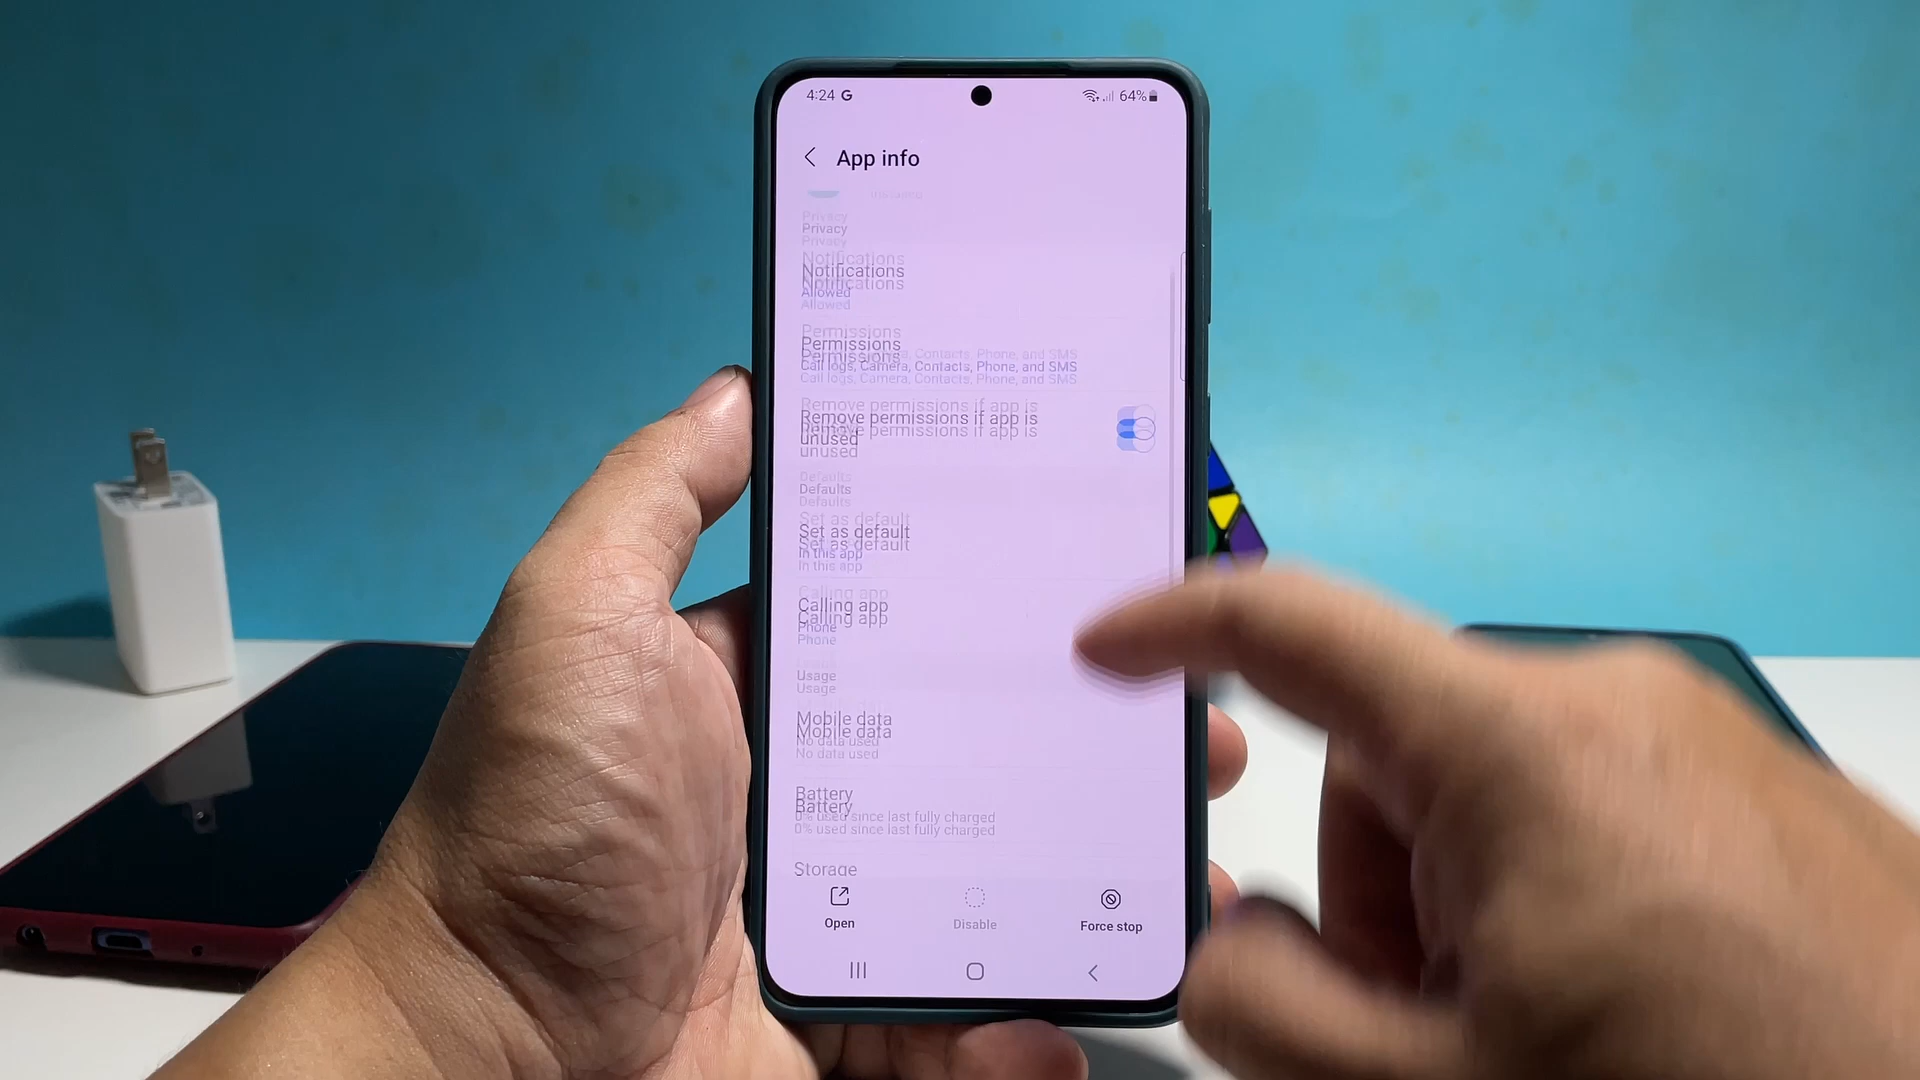 4:24 G
64%
App info
Privacy
Notifications
Allowed
Permissions
Call logs, Camera, Contacts, Phone, and SMS
Remove permissions if app is
unused
Defaults
Set as default
In this app
Calling app
Phone
Usage
Mobile data
No data used
Battery
0% used since last fully charged
Storage
Open
Disable
Force stop